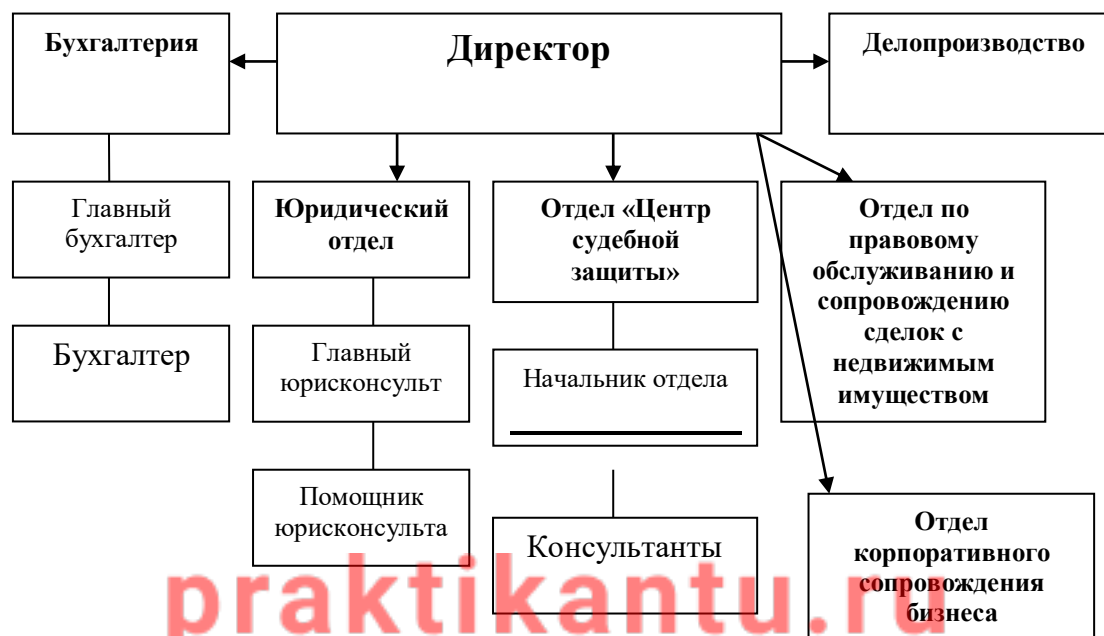 Бухгалтерия
Директор
Делопроизводство
Главный
бухгалтер
Юридический
отдел
Отдел «Центр
судебной
защиты»
Отдел по
правовому
обслуживанию и
сопровождению
сделок с
недвижимым
имуществом
Бухгалтер
Главный
юрисконсульт
Начальник отдела
Помощник
юрисконсульта
Консультанты
Отдел
корпоративного
сопровождения
бизнеса
praktikantu.ru